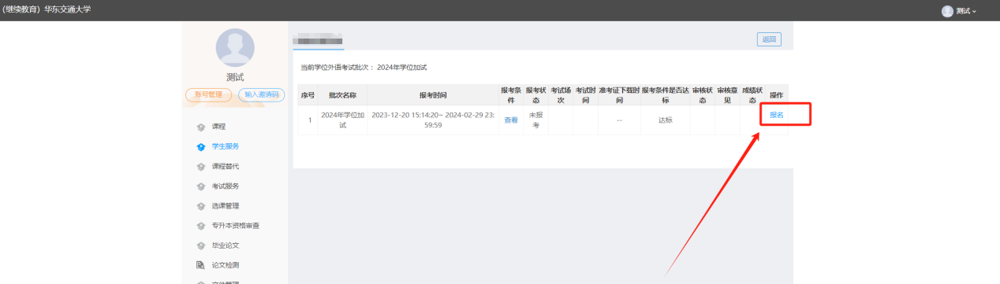 （继续教育）华东交通大学
测试
测试
账号管理
输入邀请码
课程
学生服务
课程替代
考试服务
选课管理
专升本资格审查
毕业论文
论文检测
返回
当前学位外语考试批次： 2024年学位加试
序号
批次名称
报考时间
报考条
件
报考状
态
考试场
次
考试时
间
准考证下载时
间
报考条件是否达
标
审核状
态
审核意
见
成绩状
态
操作
1
2024年学位加
试
2023-12-20 15:14:20~ 2024-02-29 23:
59:59
查看
未报
考
--
达标
报名